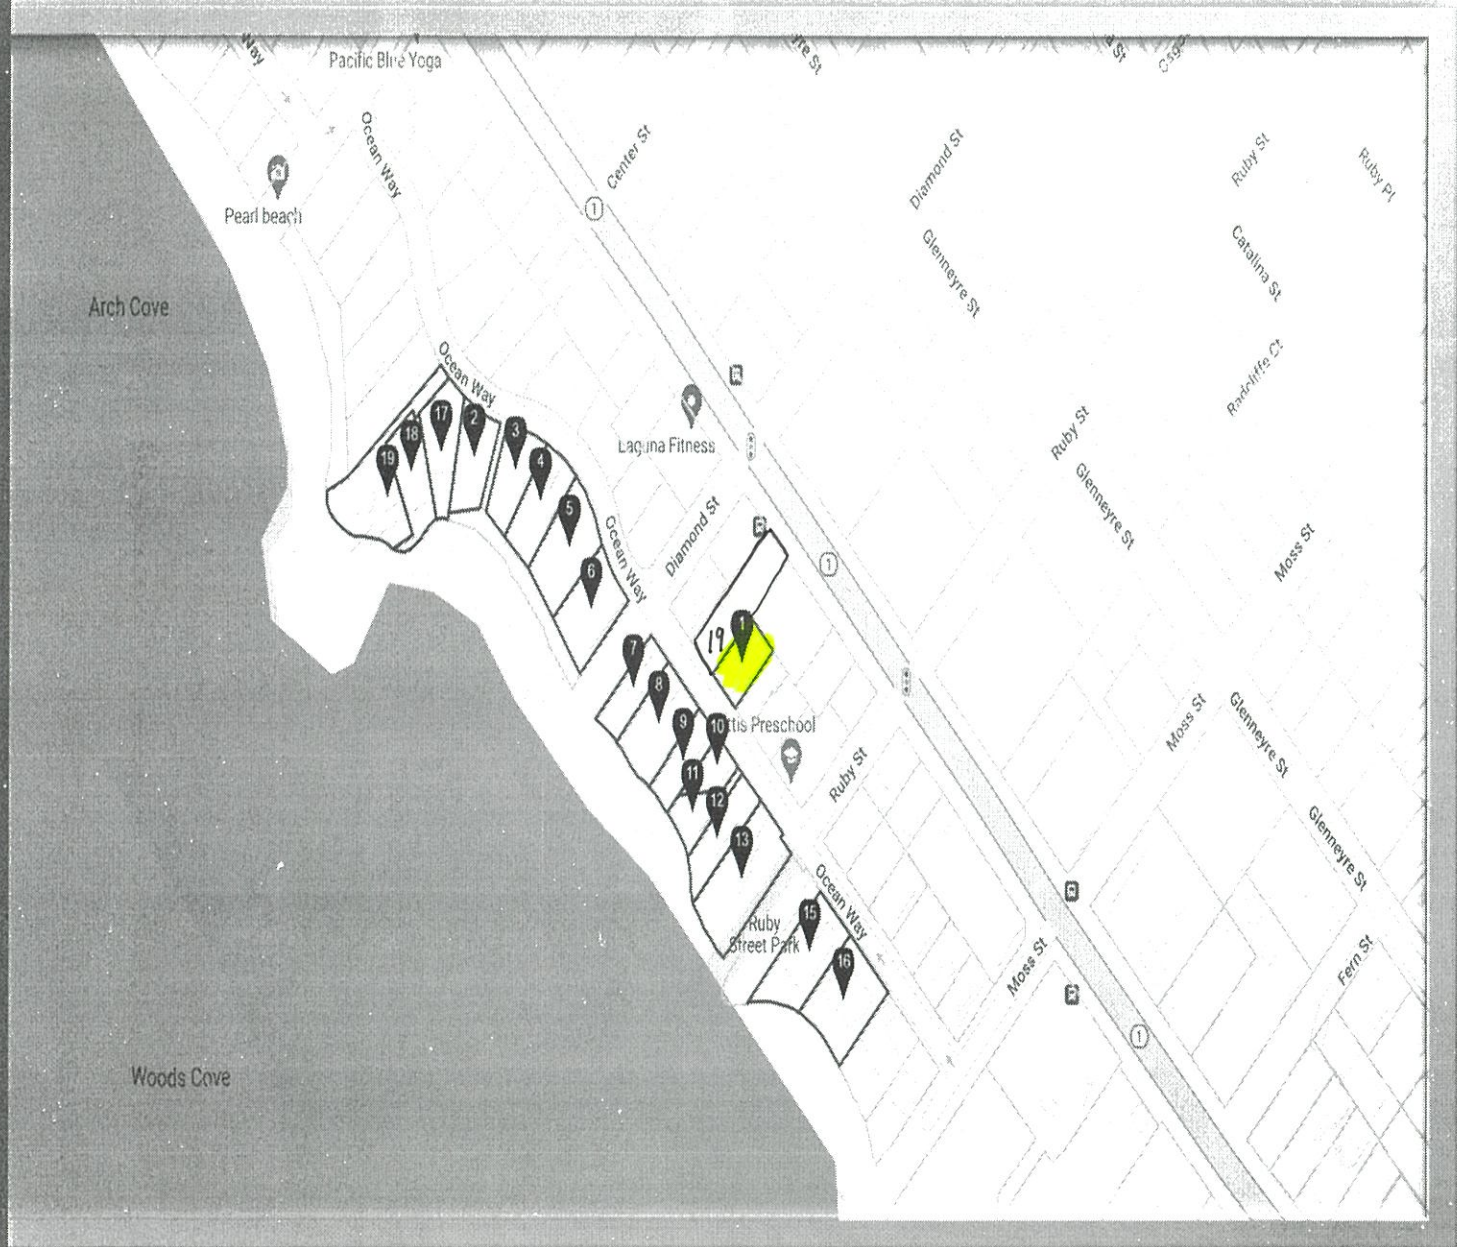 Way
Pacific Blue Yoga
yre St
a St
Ocean Way
Center St
Diamond St
Ruby St
Ruby Pl
Pearl beach
1
Glenneyre St
Catalina St
Arch Cove
Ocean Way
Radcliffe Ct
17
2
18
3
Laguna Fitness
Ruby St
19
4
Glenneyre St
5
Ocean Way
Diamond St
Moss St
6
1
1
19
7
8
9
10
ttis Preschool
Moss St
Glenneyre St
11
Ruby St
12
13
Glenneyre St
Ocean Way
15
Ruby
Street Park
16
Moss St
Fern St
1
Woods Cove